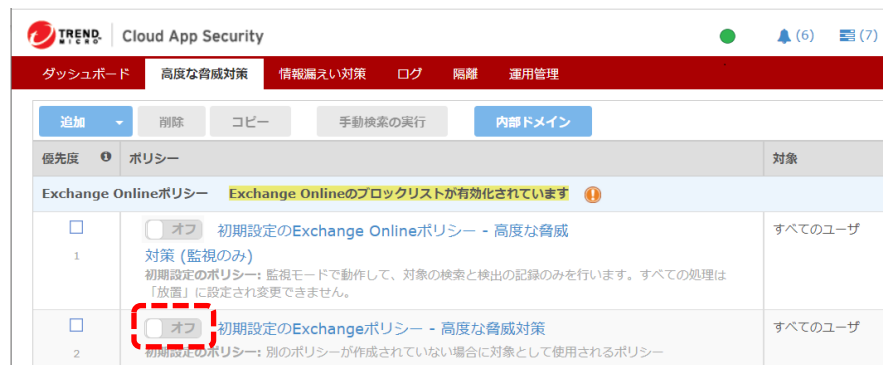 TREND MICRO Cloud App Security (6) (7)
ダッシュボード 高度な脅威対策 情報漏えい対策 ログ 隔離 運用管理
追加 削除 コピー 手動検索の実行 内部ドメイン
優先度 ポリシー 対象
Exchange Onlineポリシー Exchange Onlineのブロックリストが有効化されています
オフ 初期設定のExchange Onlineポリシー - 高度な脅威 すべてのユーザ
1 対策 (監視のみ)
初期設定のポリシー: 監視モードで動作して、対象の検索と検出の記録のみを行います。すべての処理は
「放置」に設定され変更できません。
オフ 初期設定のExchangeポリシー - 高度な脅威対策 すべてのユーザ
2 初期設定のポリシー: 別のポリシーが作成されていない場合に対象として使用されるポリシー